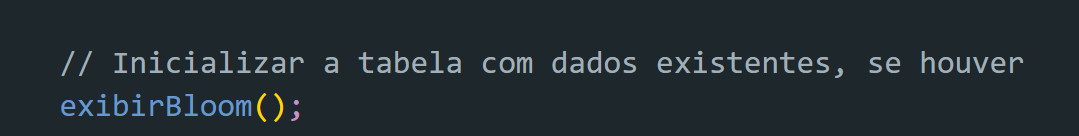 // Inicializar a tabela com dados existentes, se houver
exibirBloom();